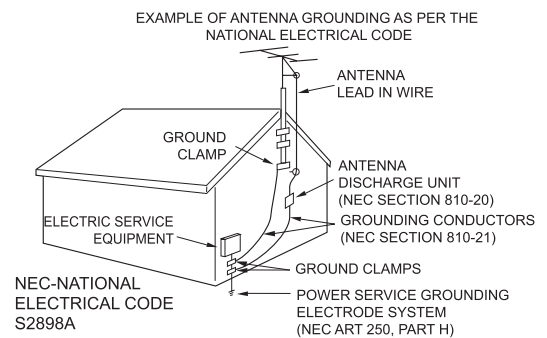 EXAMPLE OF ANTENNA GROUNDING AS PER THE
NATIONAL ELECTRICAL CODE
ANTENNA
LEAD IN WIRE
GROUND
CLAMP
ANTENNA
DISCHARGE UNIT
(NEC SECTION 810-20)
ELECTRIC SERVICE
EQUIPMENT
GROUNDING CONDUCTORS
(NEC SECTION 810-21)
GROUND CLAMPS
NEC-NATIONAL
ELECTRICAL CODE
S2898A
POWER SERVICE GROUNDING
ELECTRODE SYSTEM
(NEC ART 250, PART H)